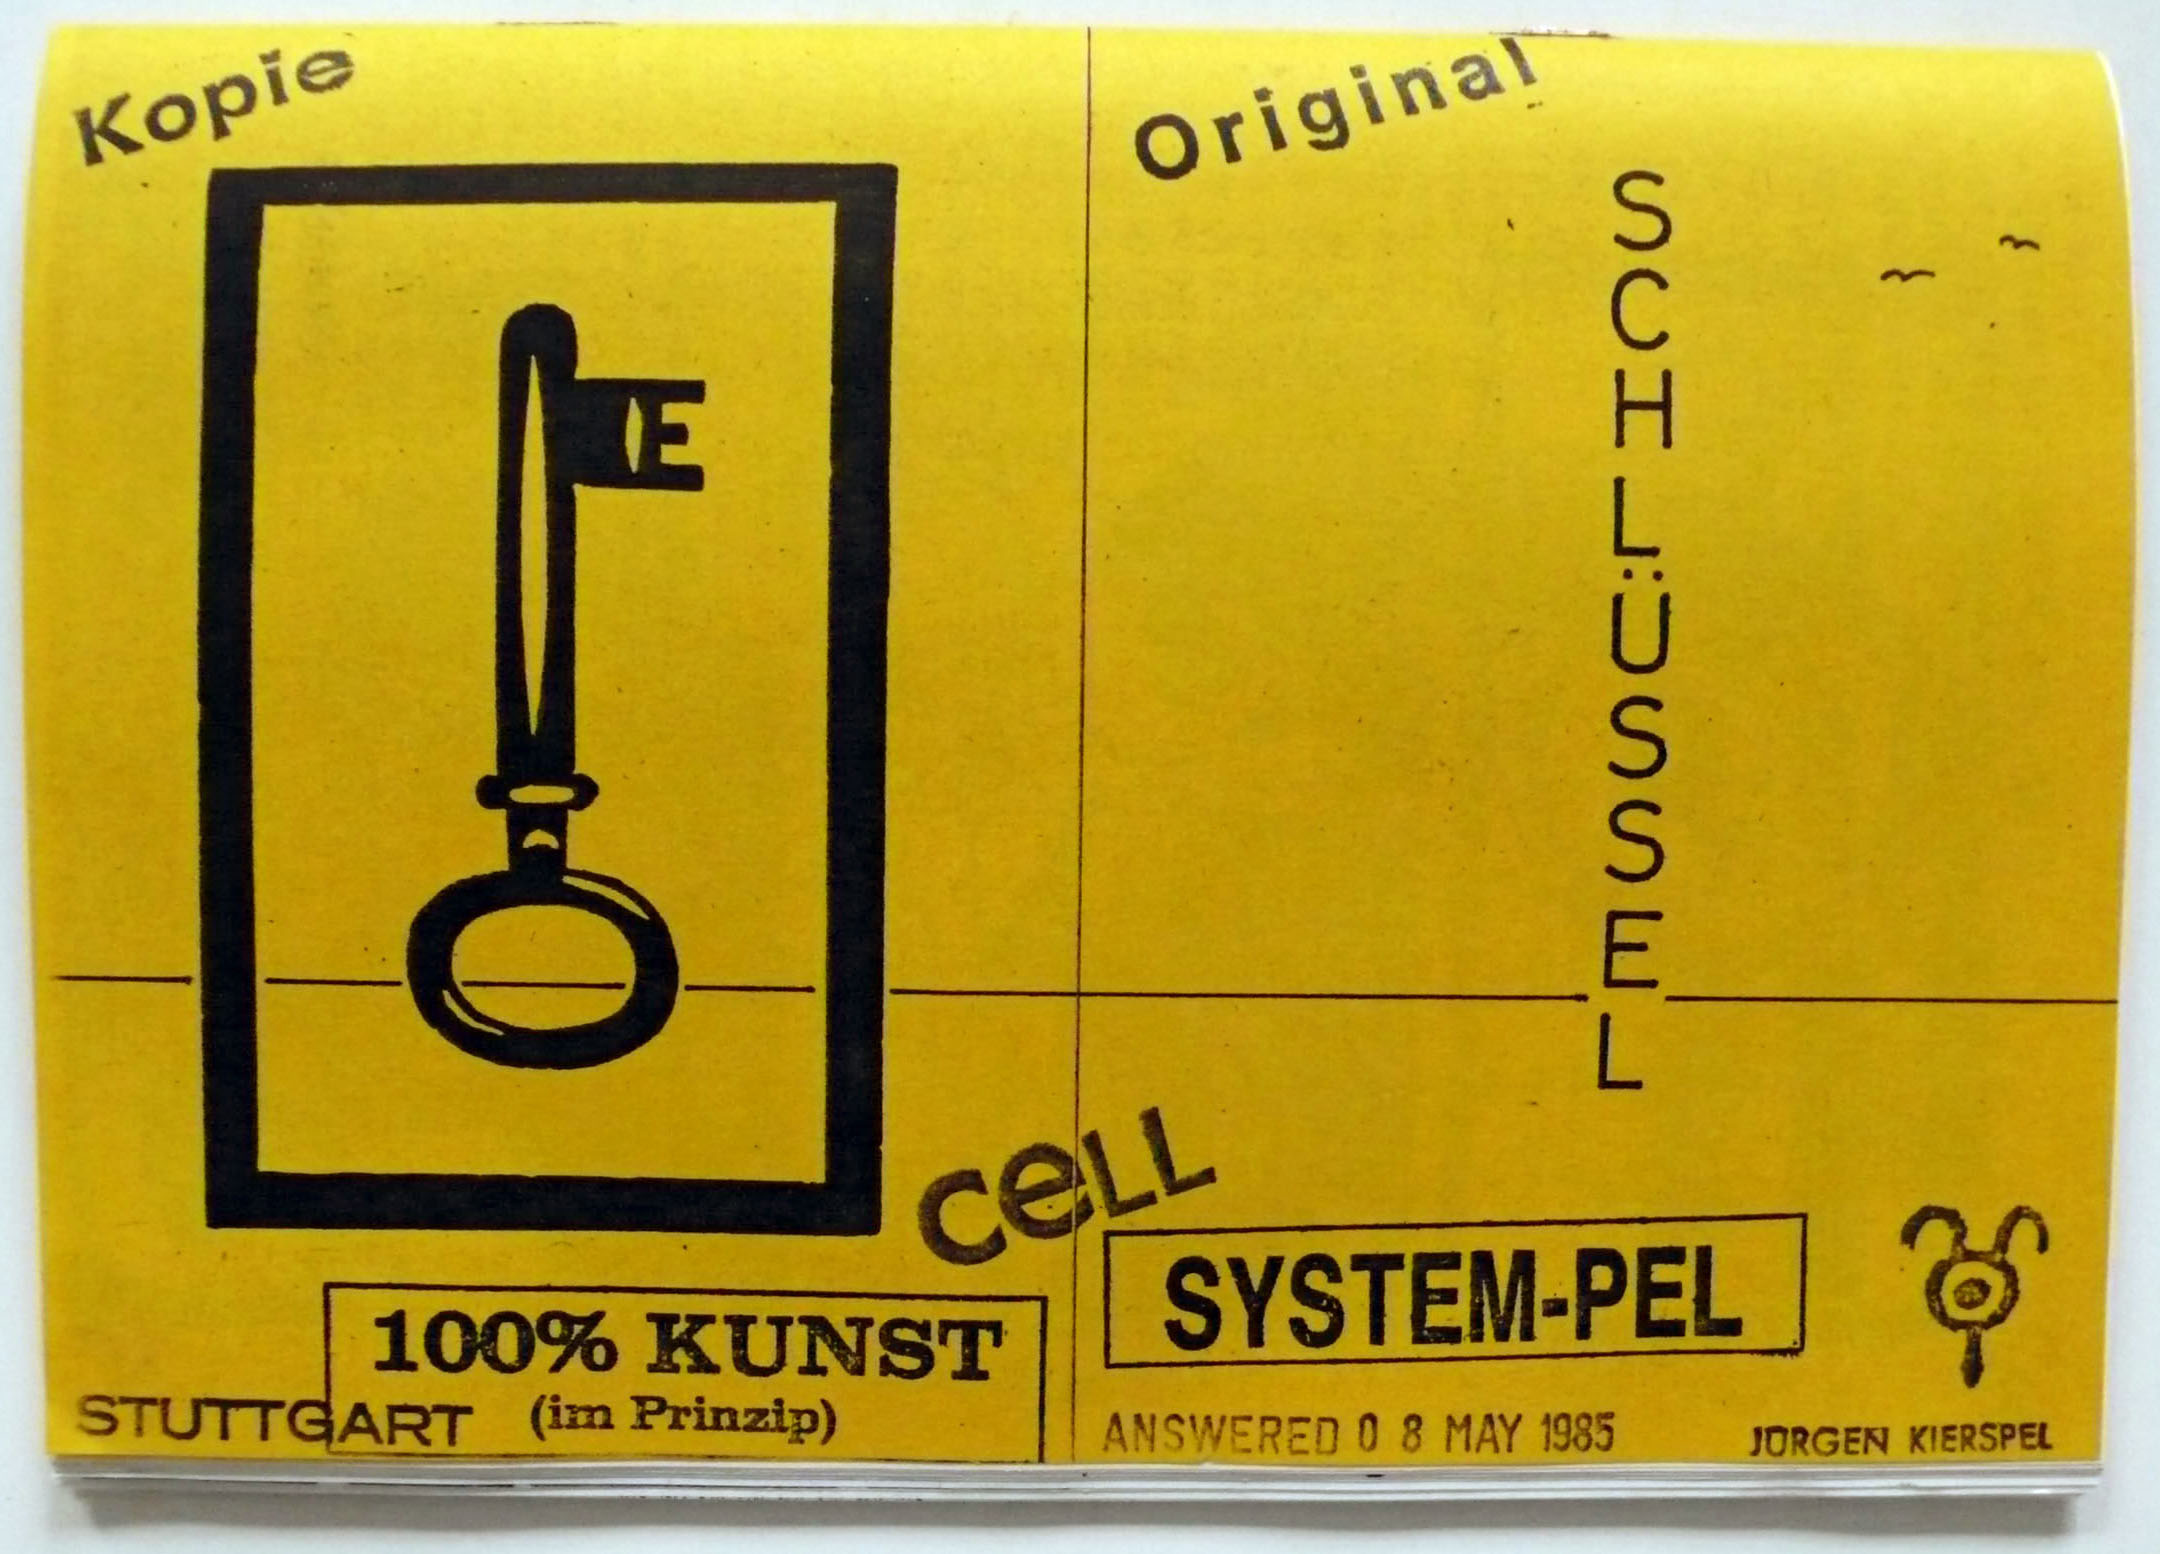 Kopie
Original
SCHLÜSSEL
CeLL
100% KUNST
(im Prinzip)
STUTTGART
SYSTEM-PEL
ANSWERED 0 8 MAY 1985
JÜRGEN KIERSPEL